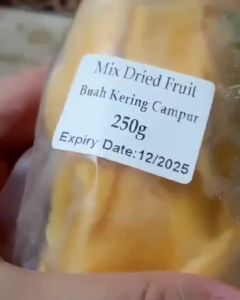 Mix Dried Fruit
Buah Kering Campur
250g
Expiry Date:12/2025